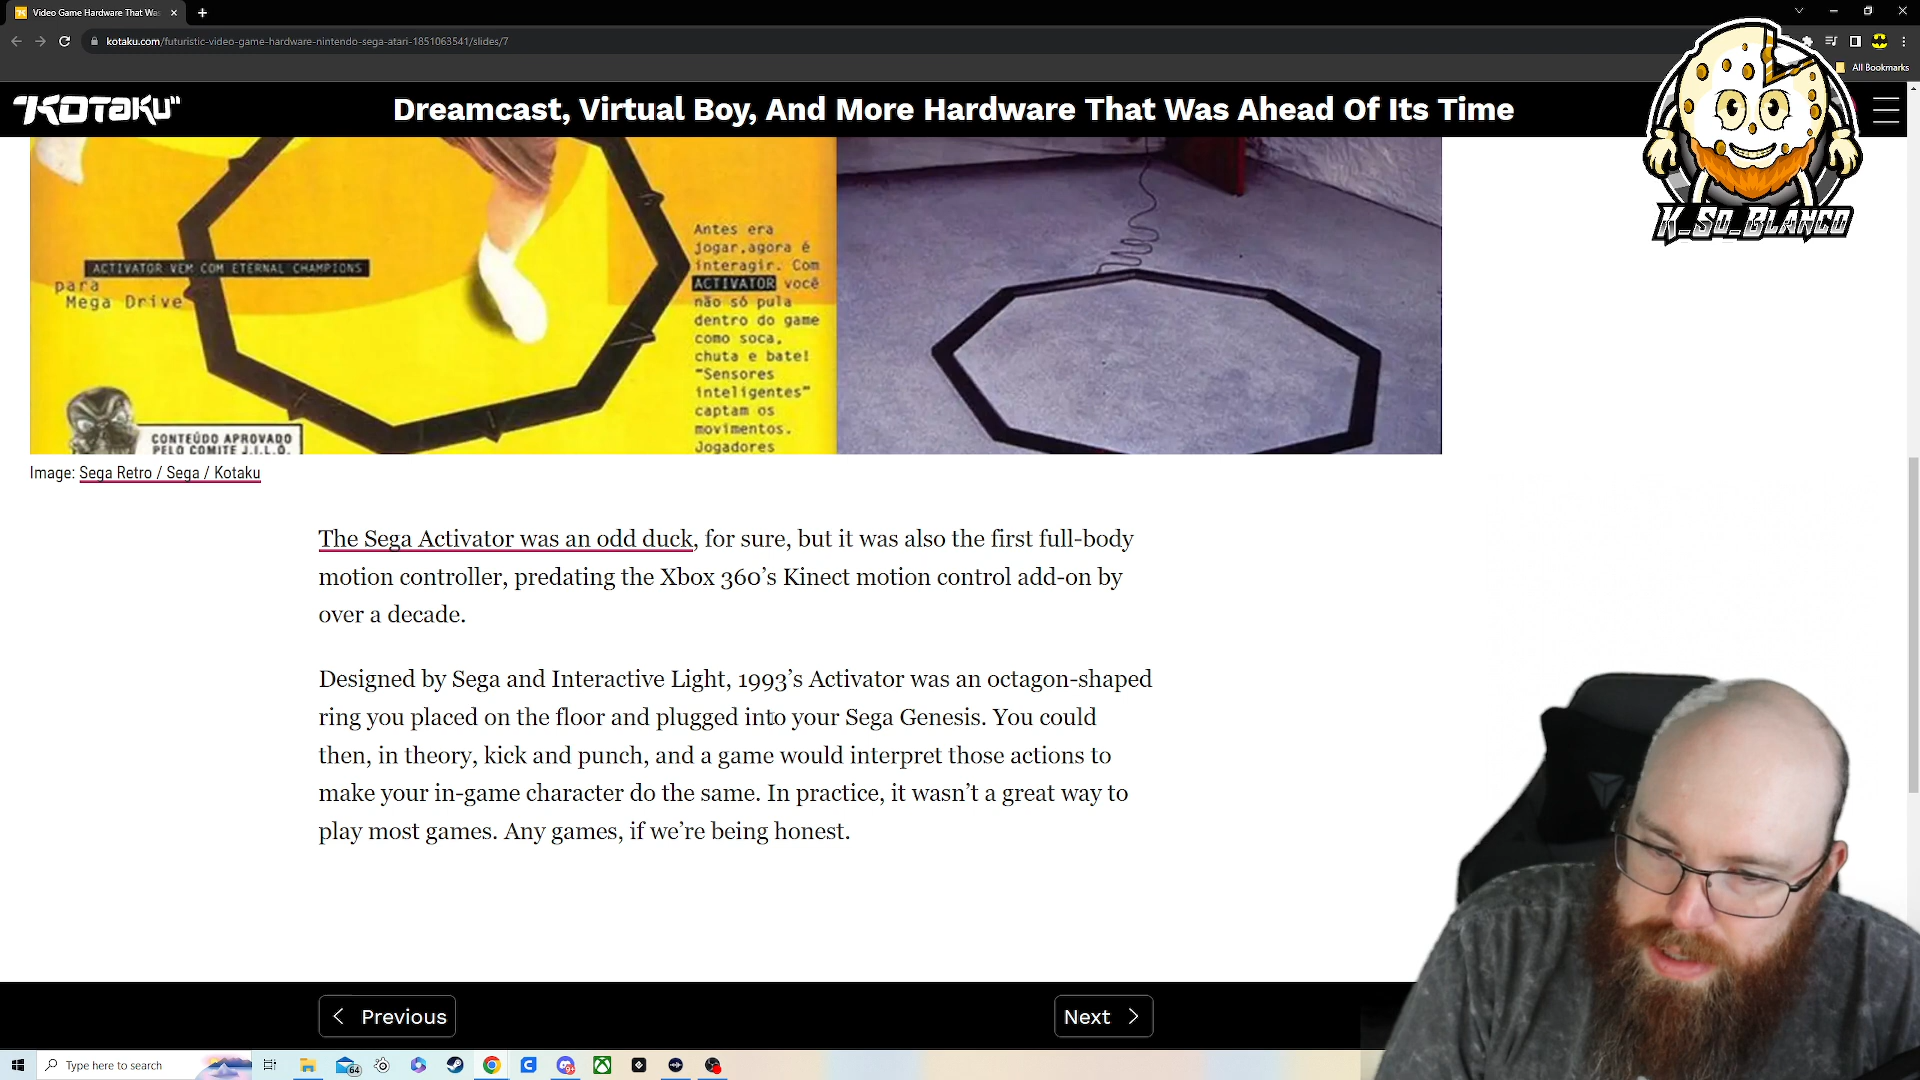 Video Game Hardware That Was
kotaku.com/futuristic-video-game-hardware-nintendo-sega-atari-1851063541/slides/7
All Bookmarks
KOTAKU
Dreamcast, Virtual Boy, And More Hardware That Was Ahead Of Its Time
K_SO_BLANCO
ACTIVATOR VEM COM ETERNAL CHAMPIONS
para
Mega Drive
Antes era
jogar,agora é
interagir. Com
ACTIVATOR você
não só pula
dentro do game
como soca,
chuta e bate!
"Sensores
inteligentes"
captam os
movimentos.
Jogadores
CONTEÚDO APROVADO
PELO COMITE J.I.L.Ó.
Image: Sega Retro / Sega / Kotaku
The Sega Activator was an odd duck, for sure, but it was also the first full-body
motion controller, predating the Xbox 360’s Kinect motion control add-on by
over a decade.
Designed by Sega and Interactive Light, 1993’s Activator was an octagon-shaped
ring you placed on the floor and plugged into your Sega Genesis. You could
then, in theory, kick and punch, and a game would interpret those actions to
make your in-game character do the same. In practice, it wasn’t a great way to
play most games. Any games, if we’re being honest.
Previous
Next
Type here to search
64
9+